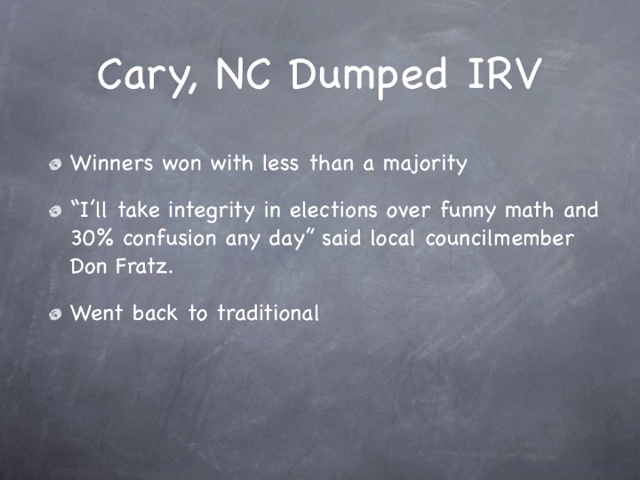 Cary, NC Dumped IRV
Winners won with less than a majority
“I’ll take integrity in elections over funny math and
30% confusion any day” said local councilmember
Don Fratz.
Went back to traditional